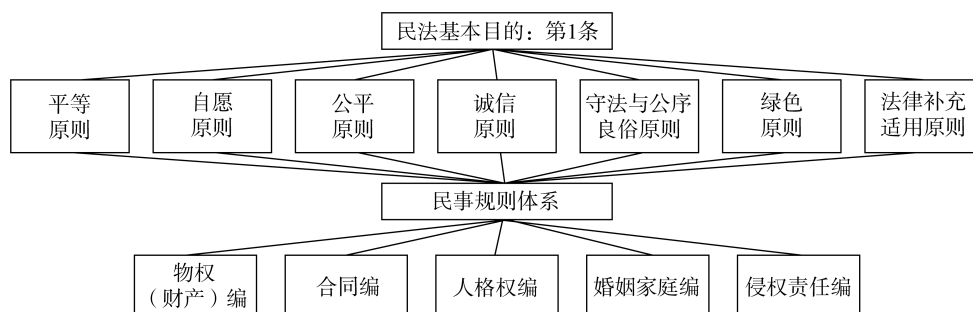 民法基本目的：第1条
平等
原则
自愿
原则
公平
原则
诚信
原则
守法与公序
良俗原则
绿色
原则
法律补充
适用原则
民事规则体系
物权
（财产）编
合同编
人格权编
婚姻家庭编
侵权责任编